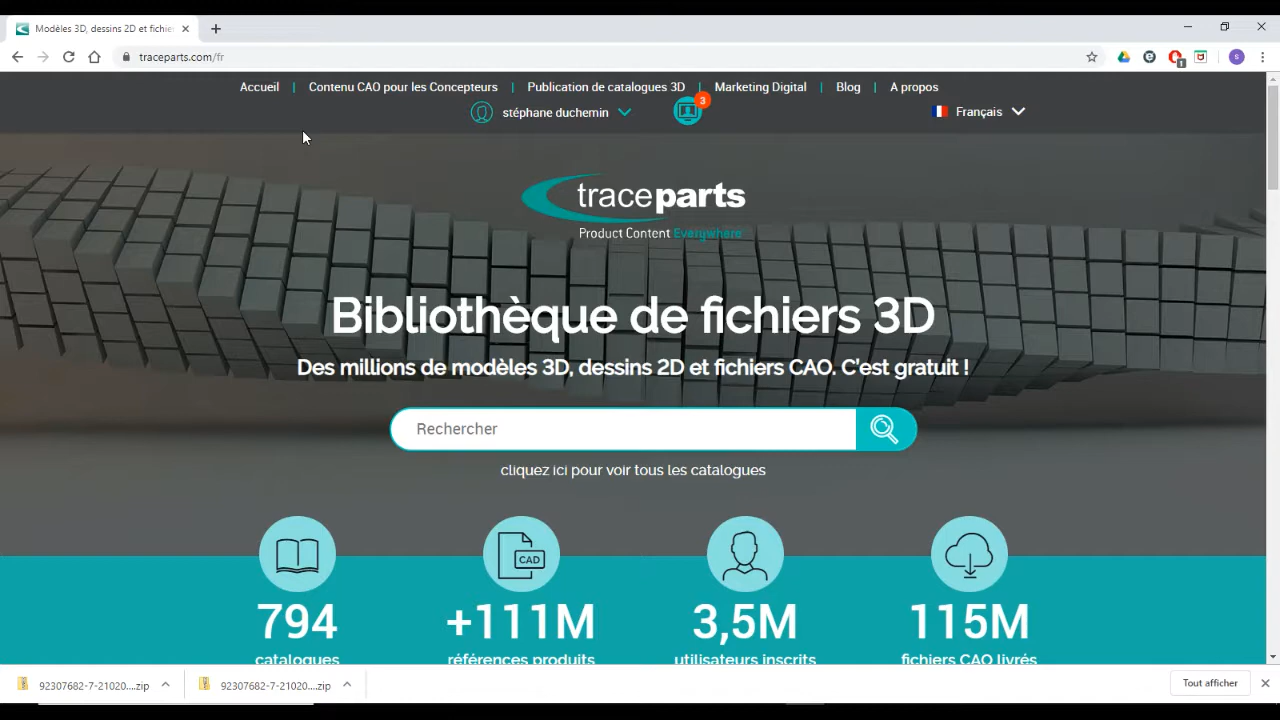 Modèles 3D, dessins 2D et fichie
traceparts.com/fr
1
s
Accueil | Contenu CAO pour les Concepteurs | Publication de catalogues 3D | Marketing Digital | Blog | A propos
stéphane duchemin
3
Français
traceparts
Product Content Everywhere
Bibliothèque de fichiers 3D
Des millions de modèles 3D, dessins 2D et fichiers CAO. C'est gratuit !
Rechercher
cliquez ici pour voir tous les catalogues
CAD
794 +111M 3,5M 115M
catalogues références produits utilisateurs inscrits fichiers CAO livrés
92307682-7-21020....zip 92307682-7-21020....zip Tout afficher